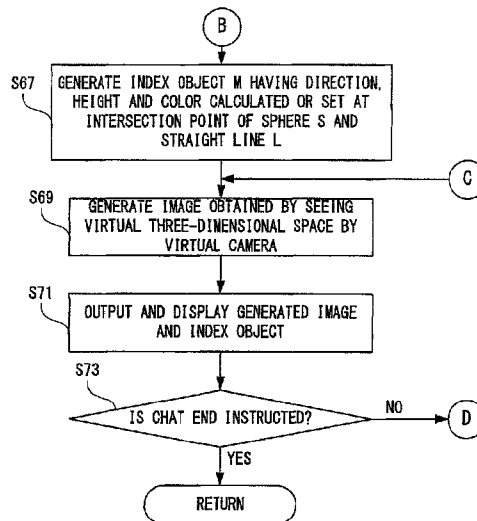 B
S67
GENERATE INDEX OBJECT M HAVING DIRECTION,
HEIGHT AND COLOR CALCULATED OR SET AT
INTERSECTION POINT OF SPHERE S AND
STRAIGHT LINE L
C
S69
GENERATE IMAGE OBTAINED BY SEEING
VIRTUAL THREE-DIMENSIONAL SPACE BY
VIRTUAL CAMERA
S71
OUTPUT AND DISPLAY GENERATED IMAGE
AND INDEX OBJECT
S73
IS CHAT END INSTRUCTED?
NO
D
YES
RETURN